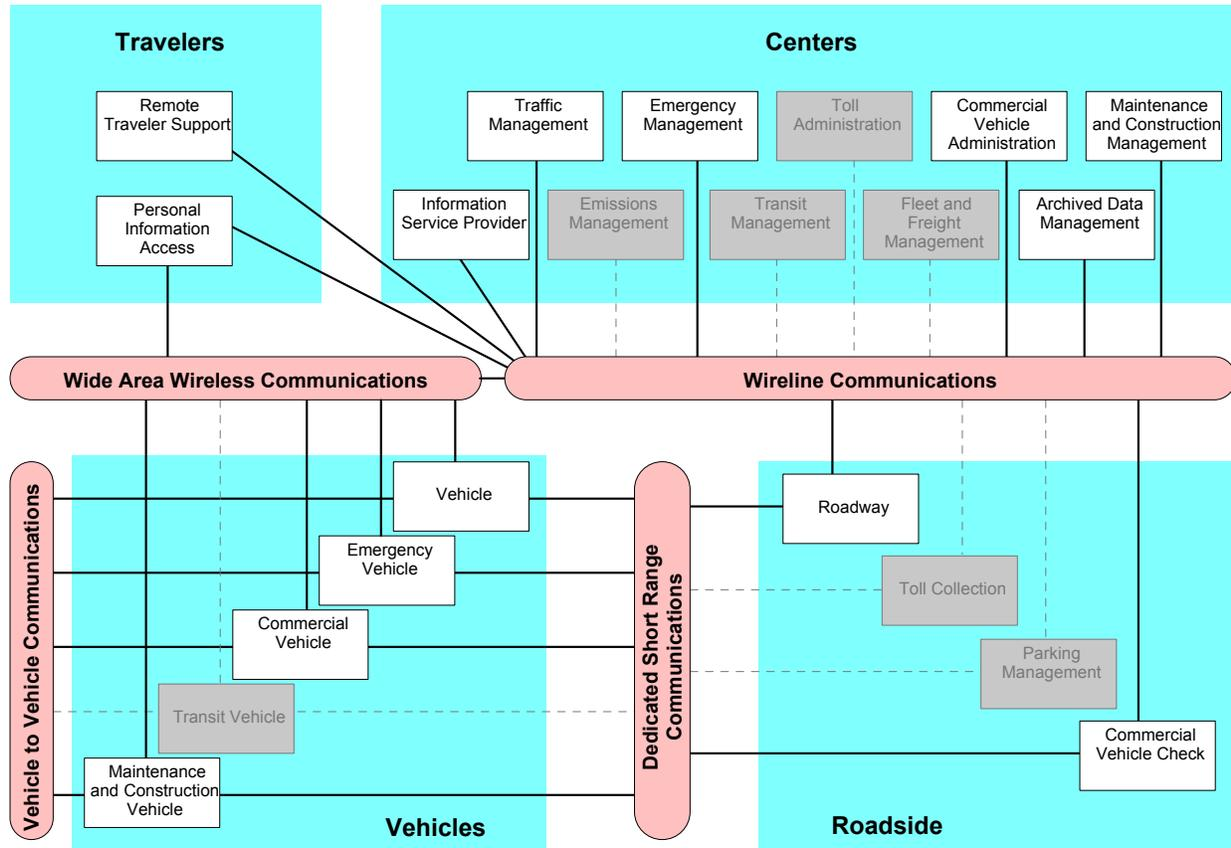 Travelers
Centers
Remote
Traveler Support
Traffic
Management
Emergency
Management
Toll
Administration
Commercial
Vehicle
Administration
Maintenance
and Construction
Management
Personal
Information
Access
Information
Service Provider
Emissions
Management
Transit
Management
Fleet and
Freight
Management
Archived Data
Management
Wide Area Wireless Communications
Wireline Communications
Vehicle to Vehicle Communications
Vehicle
Emergency
Vehicle
Commercial
Vehicle
Transit Vehicle
Maintenance
and Construction
Vehicle
Vehicles
Dedicated Short Range
Communications
Roadway
Toll Collection
Parking
Management
Commercial
Vehicle Check
Roadside